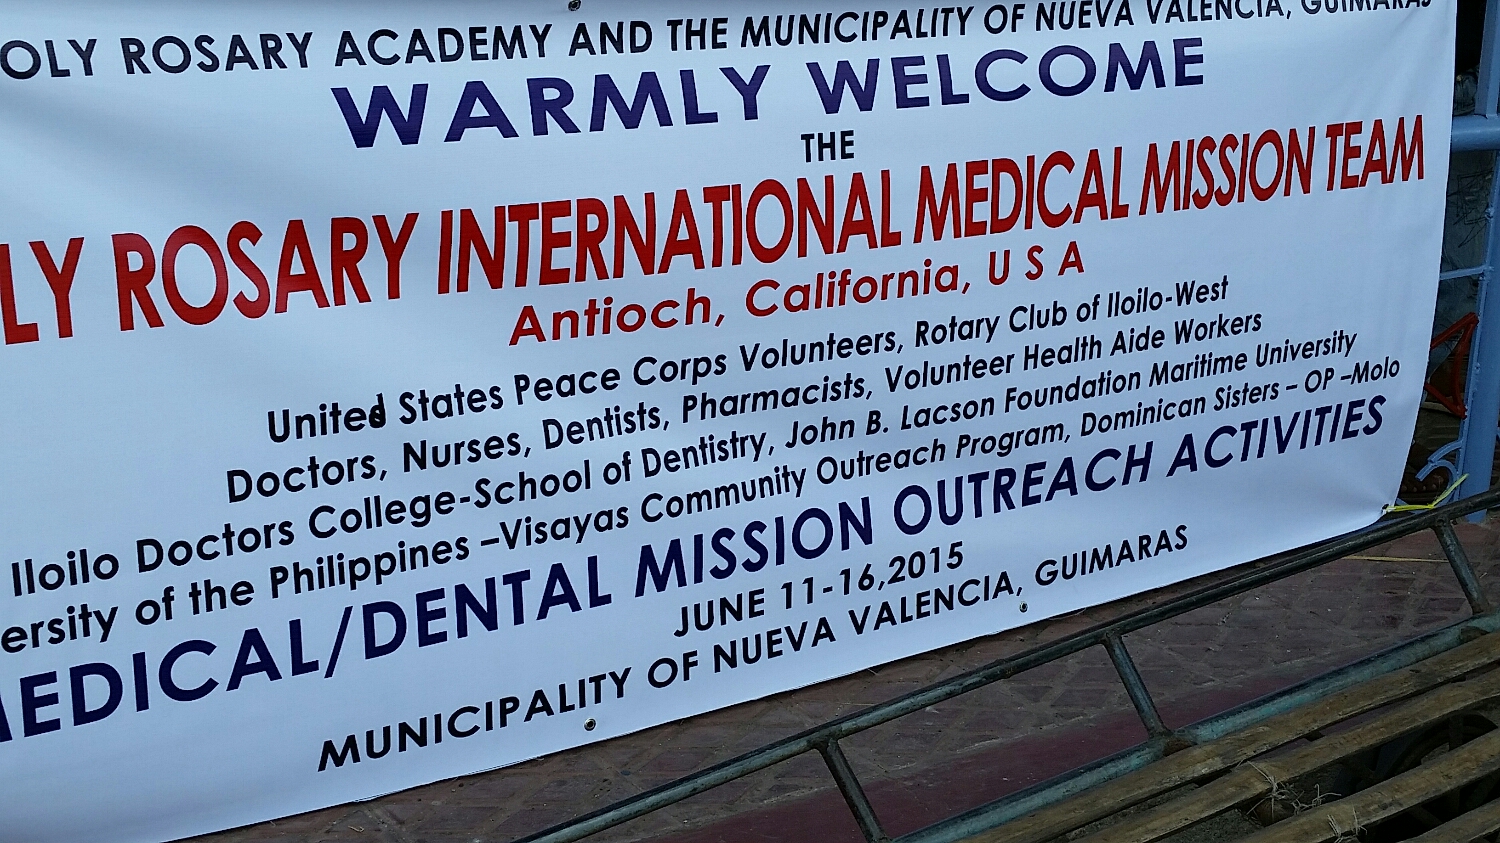 OLY ROSARY ACADEMY AND THE MUNICIPALITY OF NUEVA VALENCIA, GUIMARAS
WARMLY WELCOME
THE
LY ROSARY INTERNATIONAL MEDICAL MISSION TEAM
Antioch, California, U S A
United States Peace Corps Volunteers, Rotary Club of Iloilo-West
Doctors, Nurses, Dentists, Pharmacists, Volunteer Health Aide Workers
Iloilo Doctors College-School of Dentistry, John B. Lacson Foundation Maritime University
ersity of the Philippines –Visayas Community Outreach Program, Dominican Sisters – OP –Molo
MEDICAL/DENTAL MISSION OUTREACH ACTIVITIES
JUNE 11-16,2015
MUNICIPALITY OF NUEVA VALENCIA, GUIMARAS